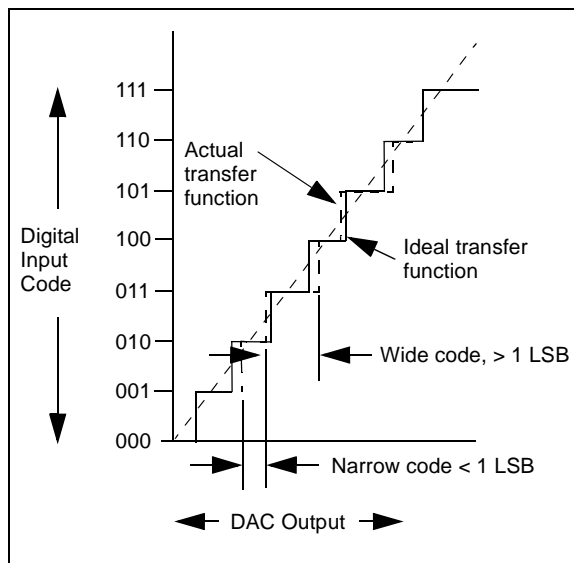 111
110
Actual
transfer
function
101
Digital
Input
Code
100
Ideal transfer
function
011
010
Wide code, > 1 LSB
001
000
Narrow code < 1 LSB
DAC Output